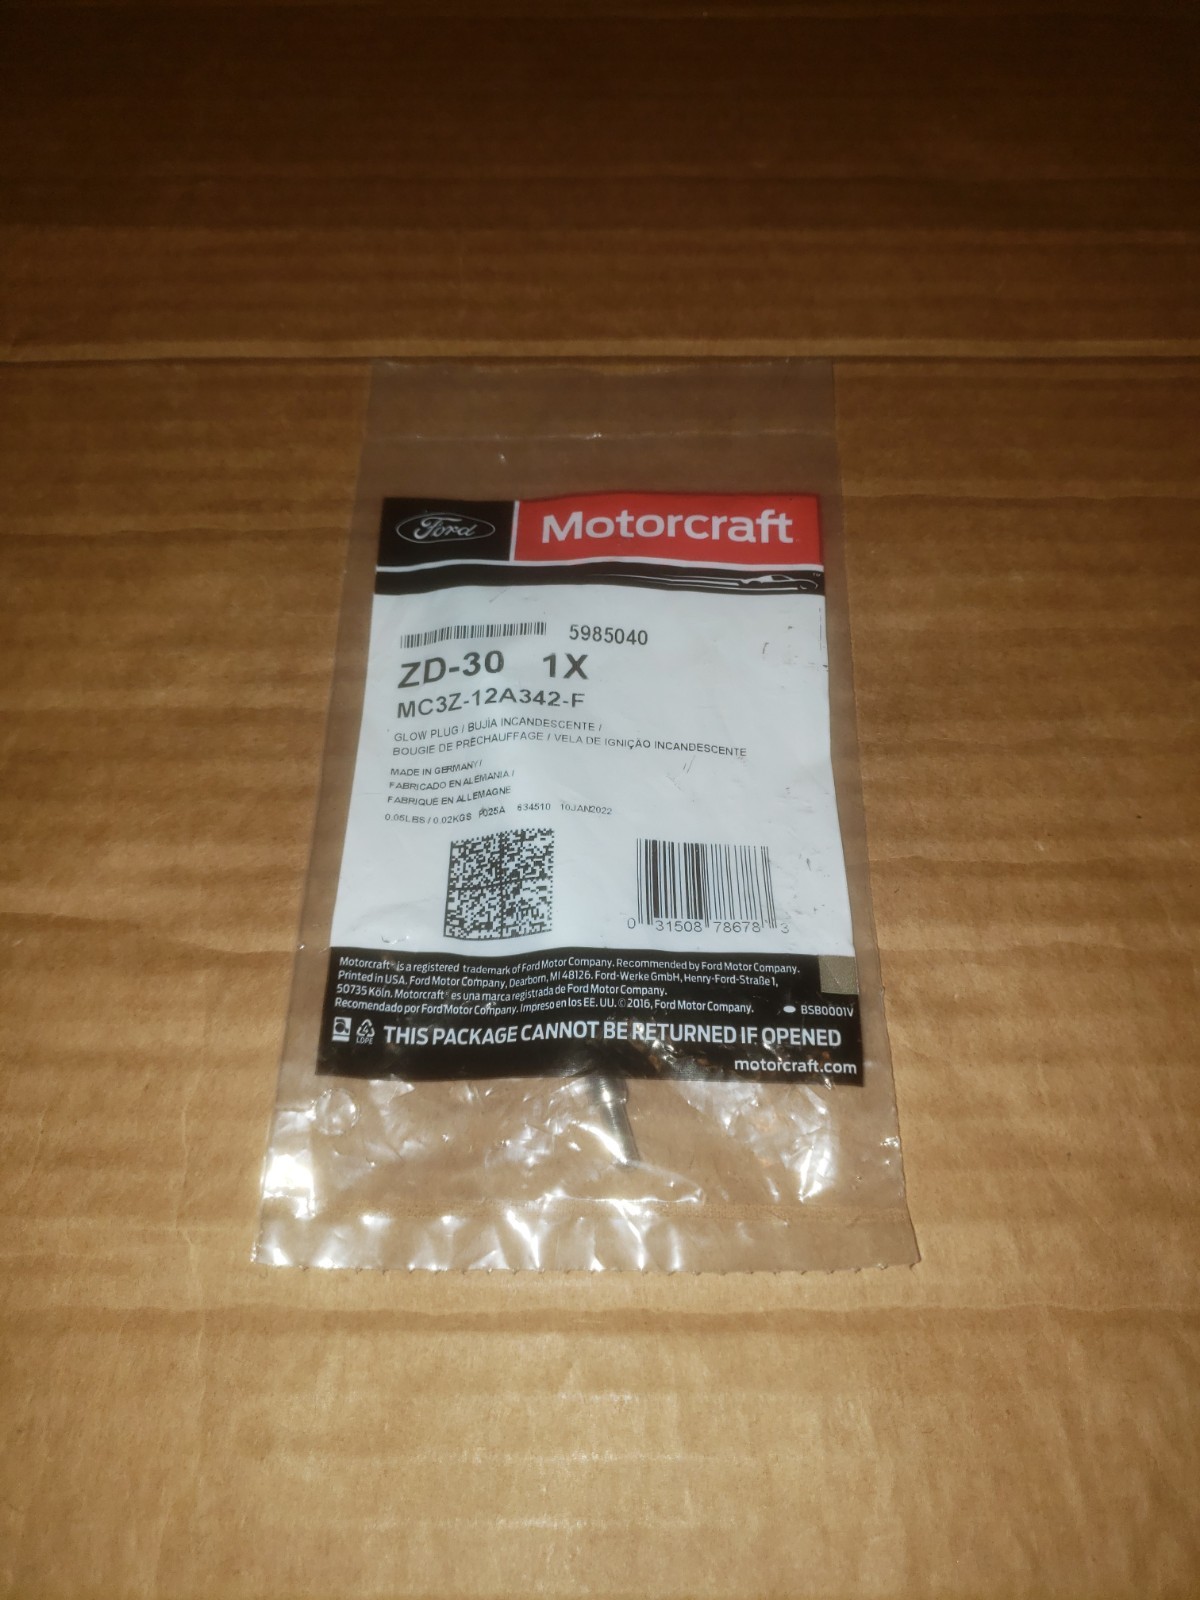 Ford Motorcraft
5985040
ZD-30 1X
MC3Z-12A342-F
GLOW PLUG / BUJÍA INCANDESCENTE /
BOUGIE DE PRÉCHAUFFAGE / VELA DE IGNIÇÃO INCANDESCENTE
MADE IN GERMANY/
FABRICADO EN ALEMANIA /
FABRIQUE EN ALLEMAGNE
0.05LBS / 0.02KGS P025A 634510 10JAN2022
0 31508 78678 3
Motorcraft® is a registered trademark of Ford Motor Company. Recommended by Ford Motor Company.
Printed in USA. Ford Motor Company, Dearborn, MI 48126. Ford-Werke GmbH, Henry-Ford-Straße 1,
50735 Köln. Motorcraft® es una marca registrada de Ford Motor Company.
Recomendado por Ford Motor Company. Impreso en los EE. UU. ©2016, Ford Motor Company. BSB0001V
4
LDPE
THIS PACKAGE CANNOT BE RETURNED IF OPENED
motorcraft.com